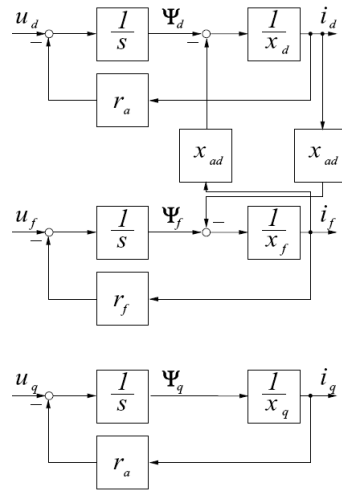 u_d − 1/s Ψ_d − 1/x_d i_d
r_a
x_ad x_ad
u_f − 1/s Ψ_f − 1/x_f i_f
r_f
u_q − 1/s Ψ_q 1/x_q i_q
r_a